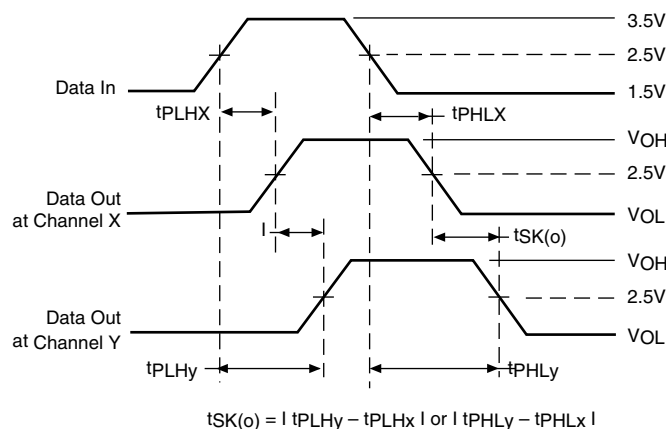 3.5V
2.5V
Data In
1.5V
tPLHX
tPHLX
VOH
2.5V
Data Out
at Channel X
VOL
I
tSK(o)
VOH
2.5V
Data Out
at Channel Y
VOL
tPLHy
tPHLy
tSK(o) = I tPLHy – tPLHx I or I tPHLy – tPHLx I